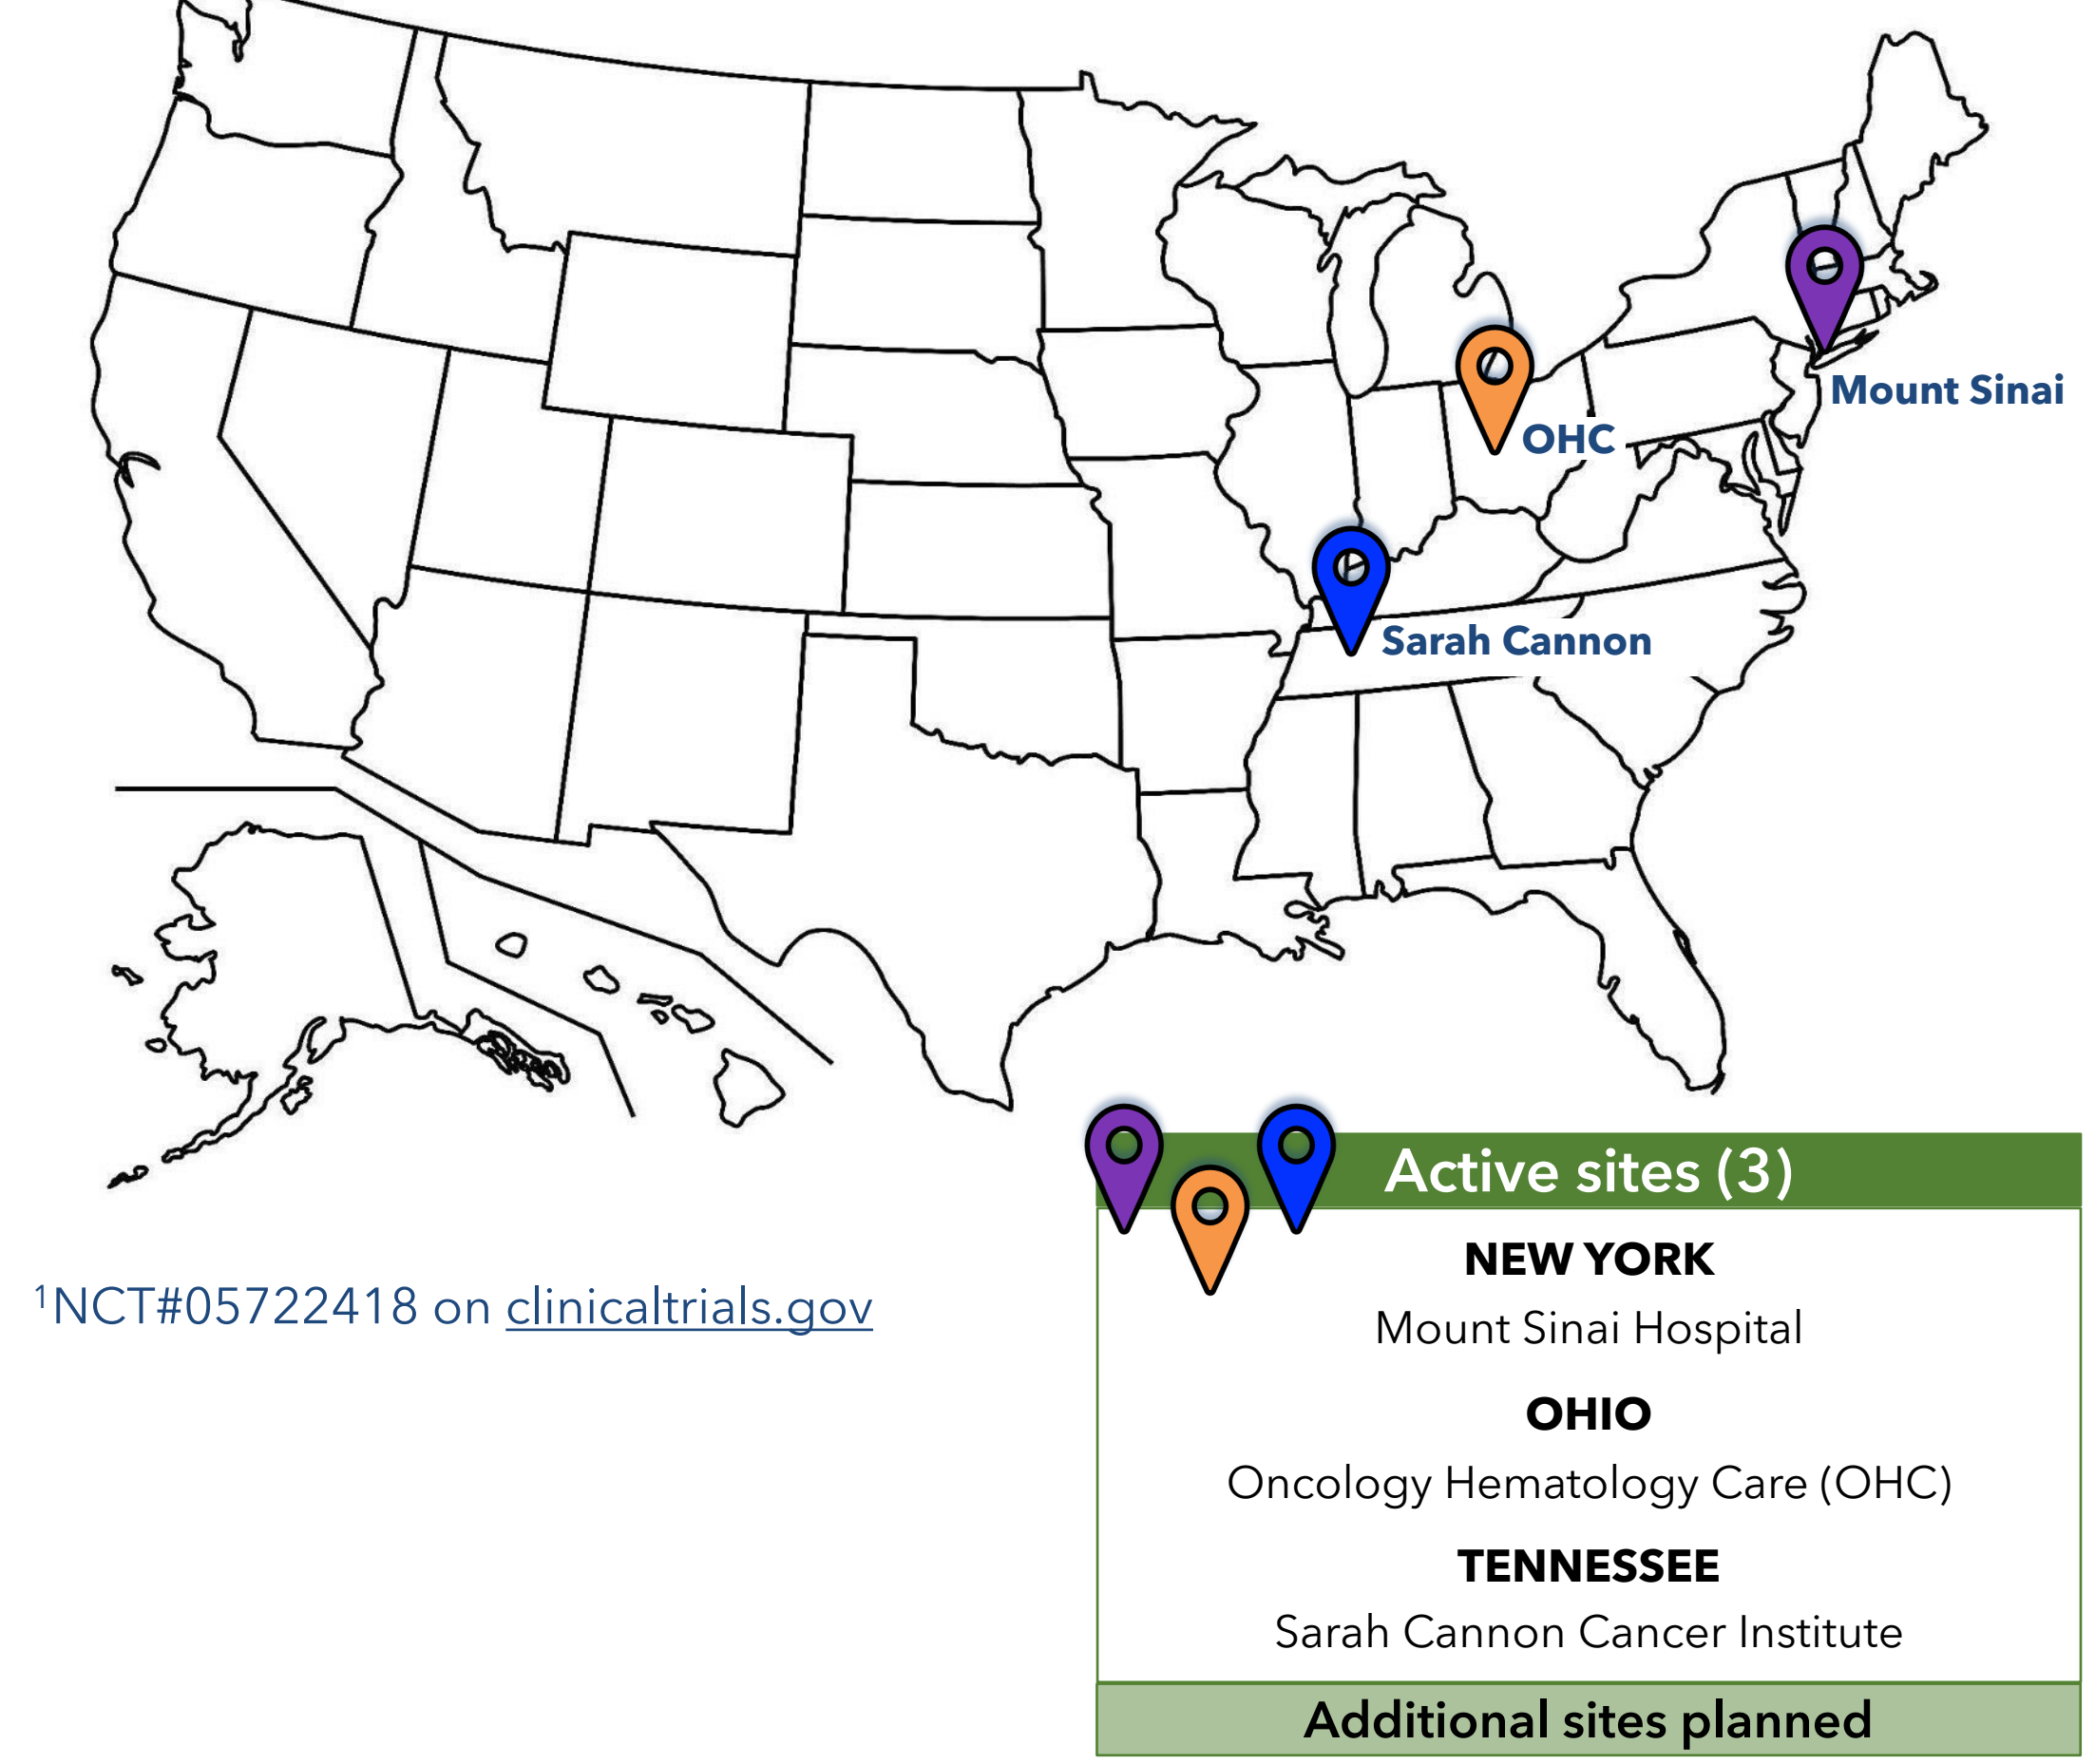 Mount Sinai
OHC
Sarah Cannon
Active sites (3)
NEW YORK
Mount Sinai Hospital
OHIO
Oncology Hematology Care (OHC)
TENNESSEE
Sarah Cannon Cancer Institute
Additional sites planned
¹NCT#05722418 on clinicaltrials.gov